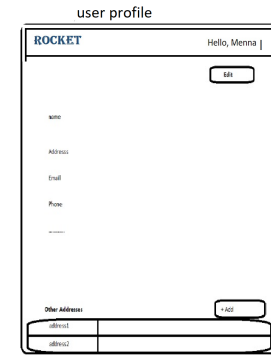 user profile
ROCKET Hello, Menna
Edit
name
Address
Email
Phone
Other Addresses + Add
address1
address2